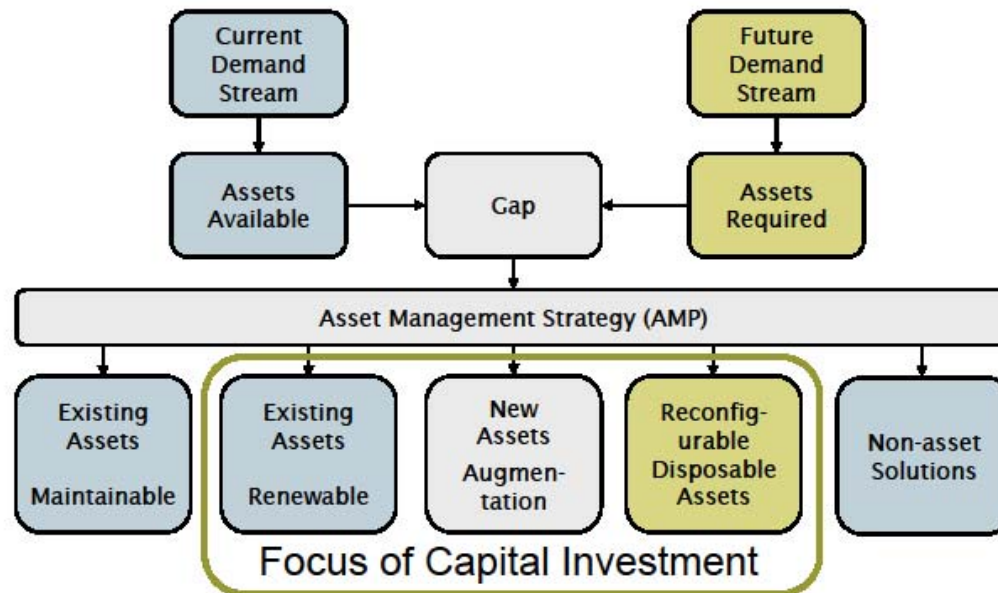 Current
Demand
Stream
Future
Demand
Stream
Assets
Available
Gap
Assets
Required
Asset Management Strategy (AMP)
Existing
Assets
Maintainable
Existing
Assets
Renewable
New
Assets
Augmen-
tation
Reconfig-
urable
Disposable
Assets
Non-asset
Solutions
Focus of Capital Investment